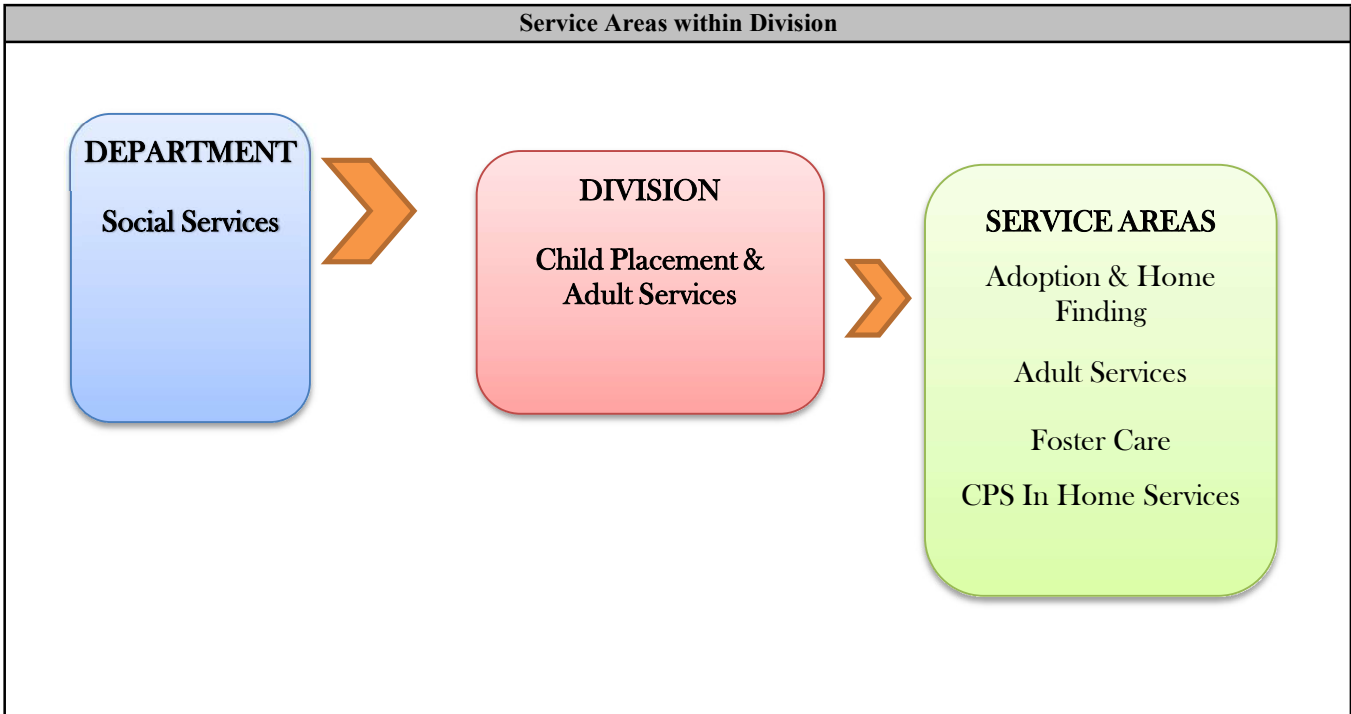 Service Areas within Division
DEPARTMENT
Social Services
DIVISION
Child Placement &
Adult Services
SERVICE AREAS
Adoption & Home
Finding
Adult Services
Foster Care
CPS In Home Services